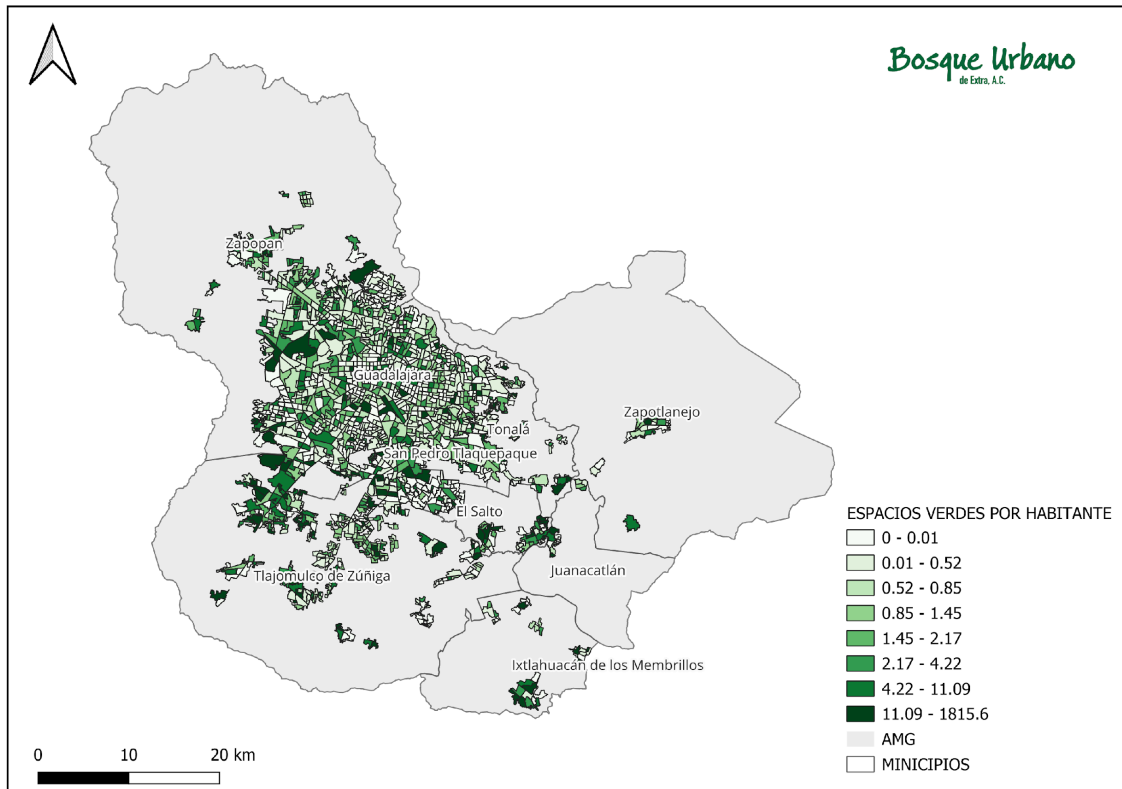 Bosque Urbano
de Extra, A.C.
Zapopan
Guadalajara
Zapotlanejo
Tonalá
San Pedro Tlaquepaque
El Salto
Juanacatlán
Tlajomulco de Zúñiga
Ixtlahuacán de los Membrillos
ESPACIOS VERDES POR HABITANTE
0 - 0.01
0.01 - 0.52
0.52 - 0.85
0.85 - 1.45
1.45 - 2.17
2.17 - 4.22
4.22 - 11.09
11.09 - 1815.6
AMG
MINICIPIOS
0 10 20 km